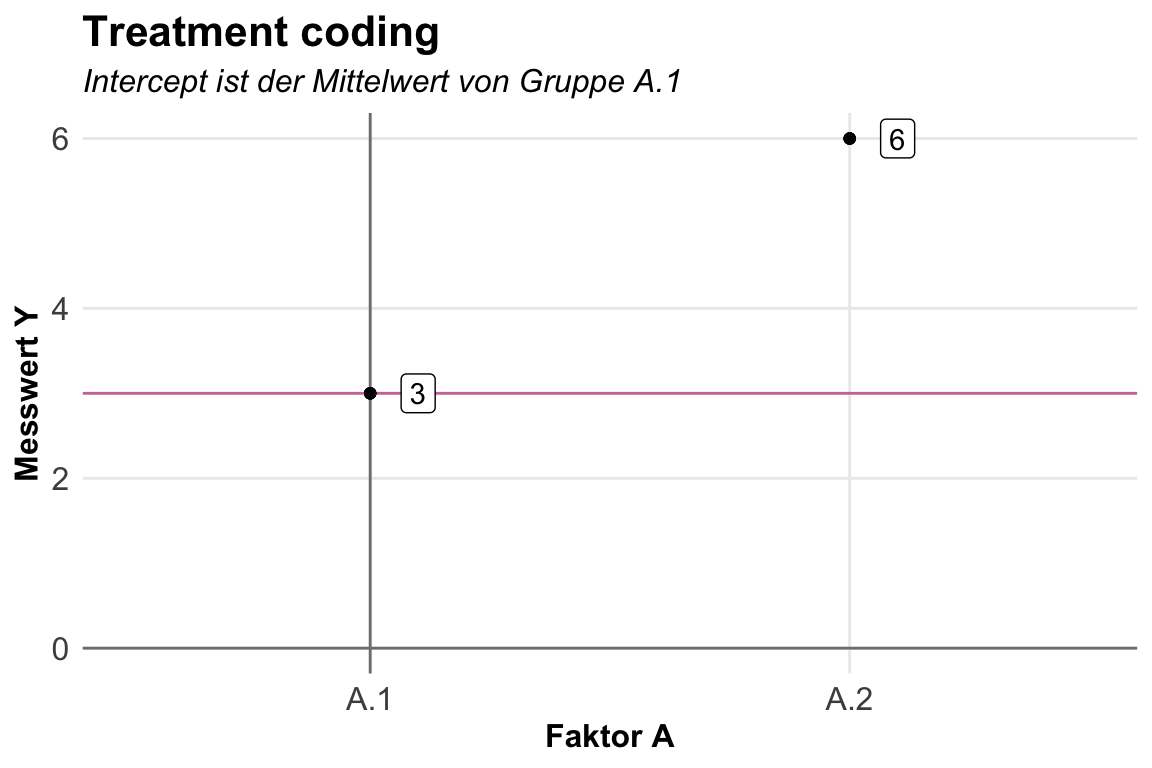 Treatment coding
Intercept ist der Mittelwert von Gruppe A.1
6
6
4
3
2
0
Messwert Y
A.1
A.2
Faktor A